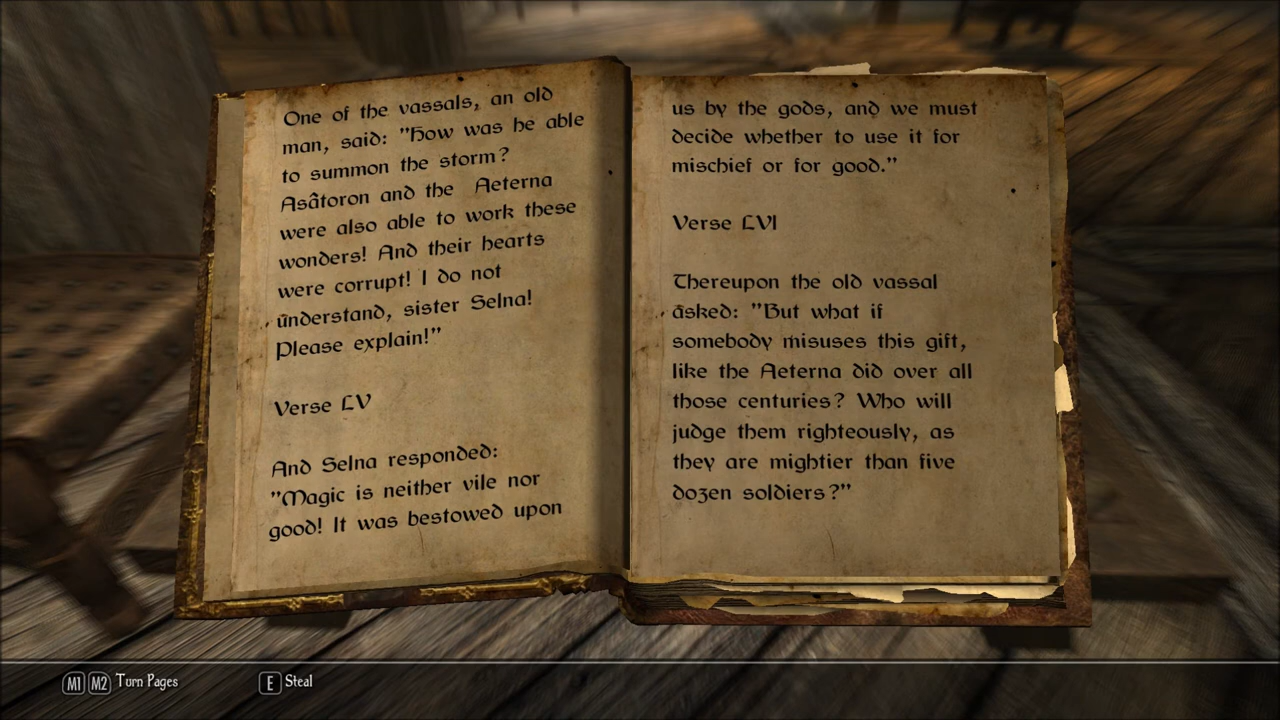 One of the vassals, an old
man, said: "How was he able
to summon the storm?
Asâtoron and the Aeterna
were also able to work these
wonders! And their hearts
were corrupt! I do not
understand, sister Selna!
Please explain!"
Verse LV
And Selna responded:
"Magic is neither vile nor
good! It was bestowed upon
us by the gods, and we must
decide whether to use it for
mischief or for good."
Verse LVI
Thereupon the old vassal
asked: "But what if
somebody misuses this gift,
like the Aeterna did over all
those centuries? Who will
judge them righteously, as
they are mightier than five
dozen soldiers?"
M1 M2 Turn Pages
E Steal